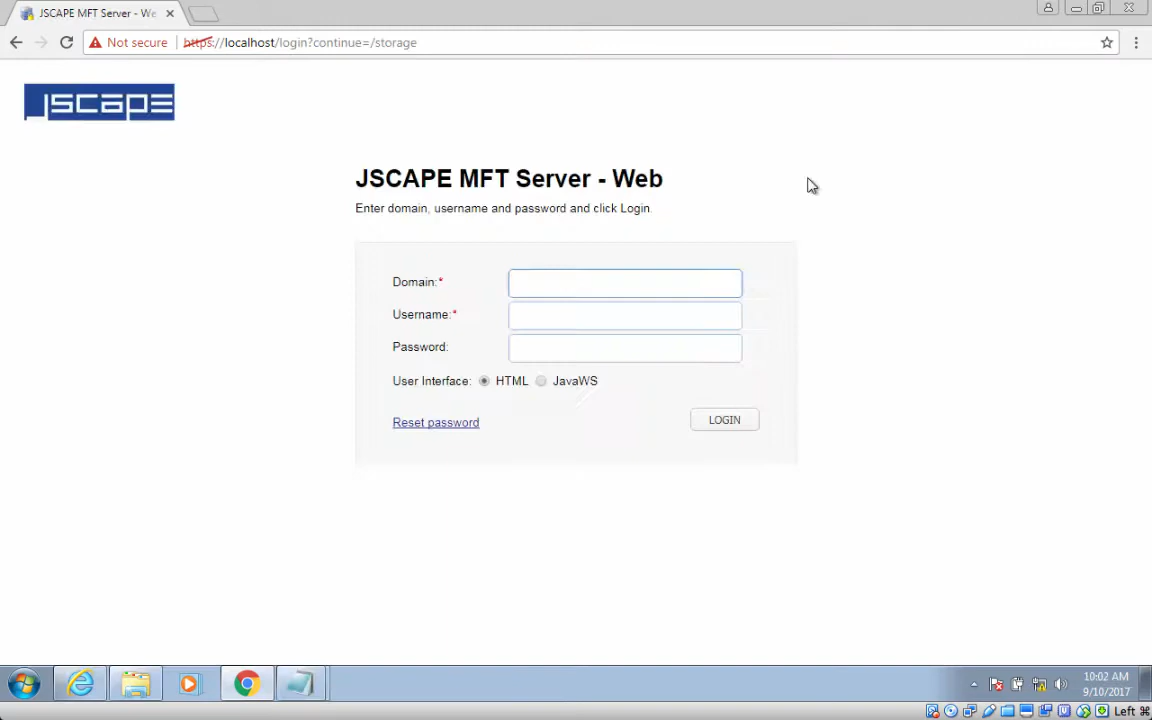 JSCAPE MFT Server - We
Not secure
https://localhost/login?continue=/storage
JSCAPE
JSCAPE MFT Server - Web
Enter domain, username and password and click Login.
Domain:*
Username:*
Password:
User Interface: HTML JavaWS
Reset password
LOGIN
10:02 AM
9/10/2017
Left ⌘